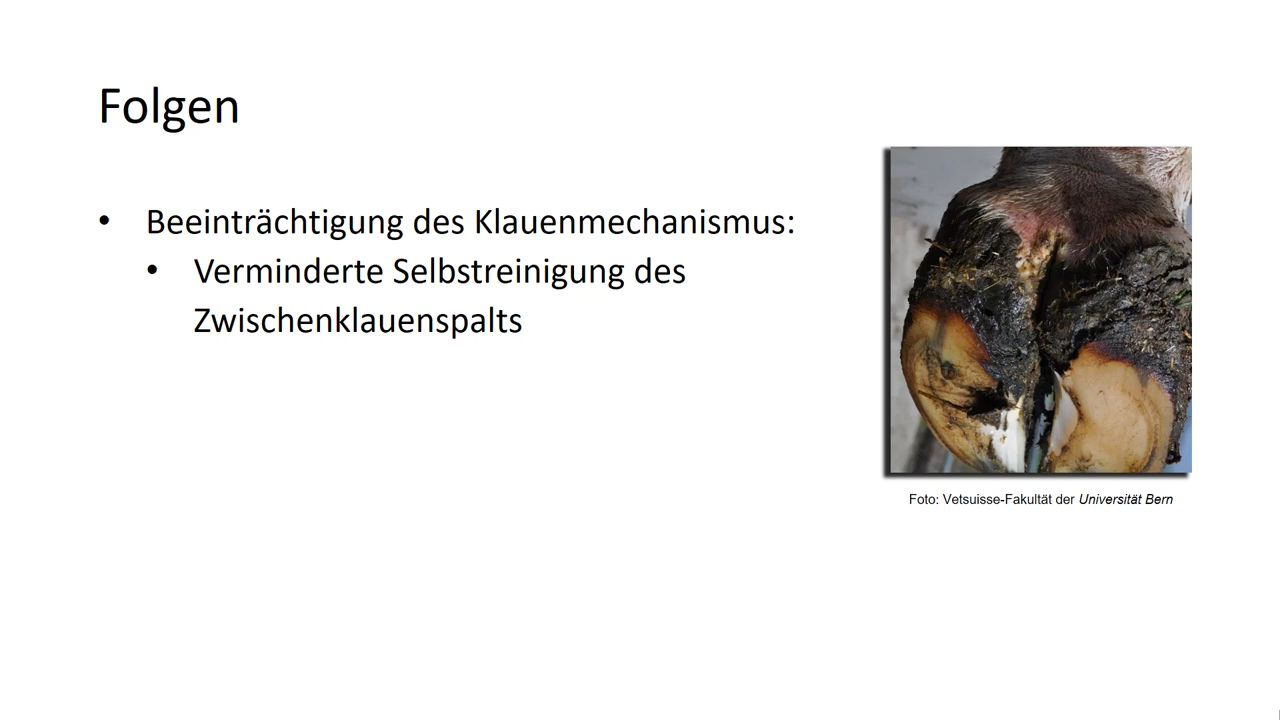 Folgen
• Beeinträchtigung des Klauenmechanismus:
• Verminderte Selbstreinigung des
Zwischenklauenspalts
Foto: Vetsuisse-Fakultät der Universität Bern